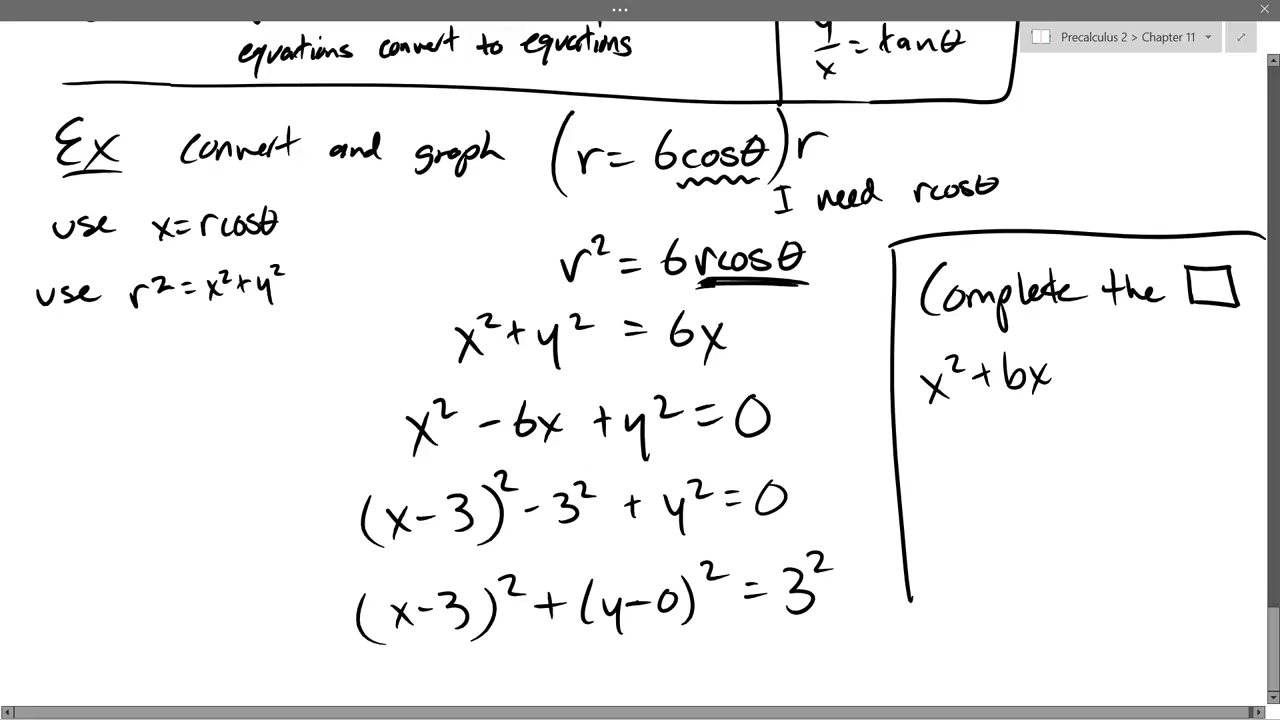 Precalculus 2 > Chapter 11
equations convert to equations
y/x = tanθ
Ex convert and graph (r = 6cosθ)r
I need rcosθ
use x = rcosθ
use r² = x² + y²
r² = 6rcosθ
x² + y² = 6x
x² - 6x + y² = 0
(x-3)² - 3² + y² = 0
(x-3)² + (y-0)² = 3²
Complete the □
x² + bx